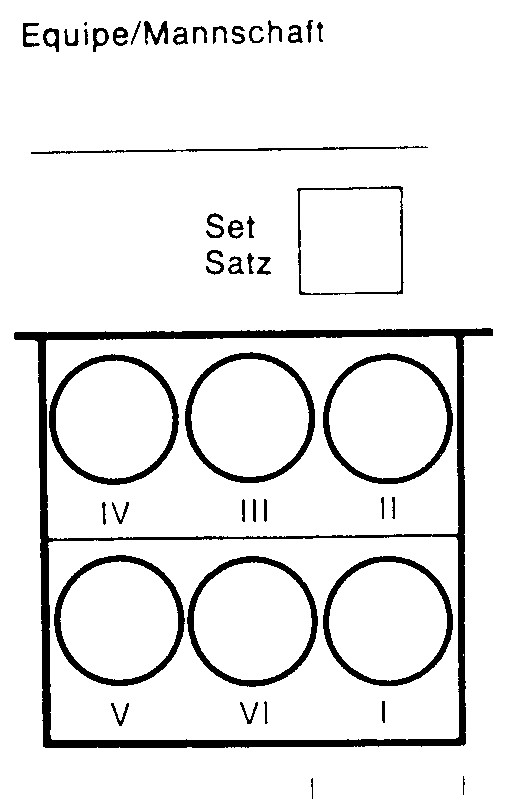 Equipe/Mannschaft
Set
Satz
IV III II
V VI I